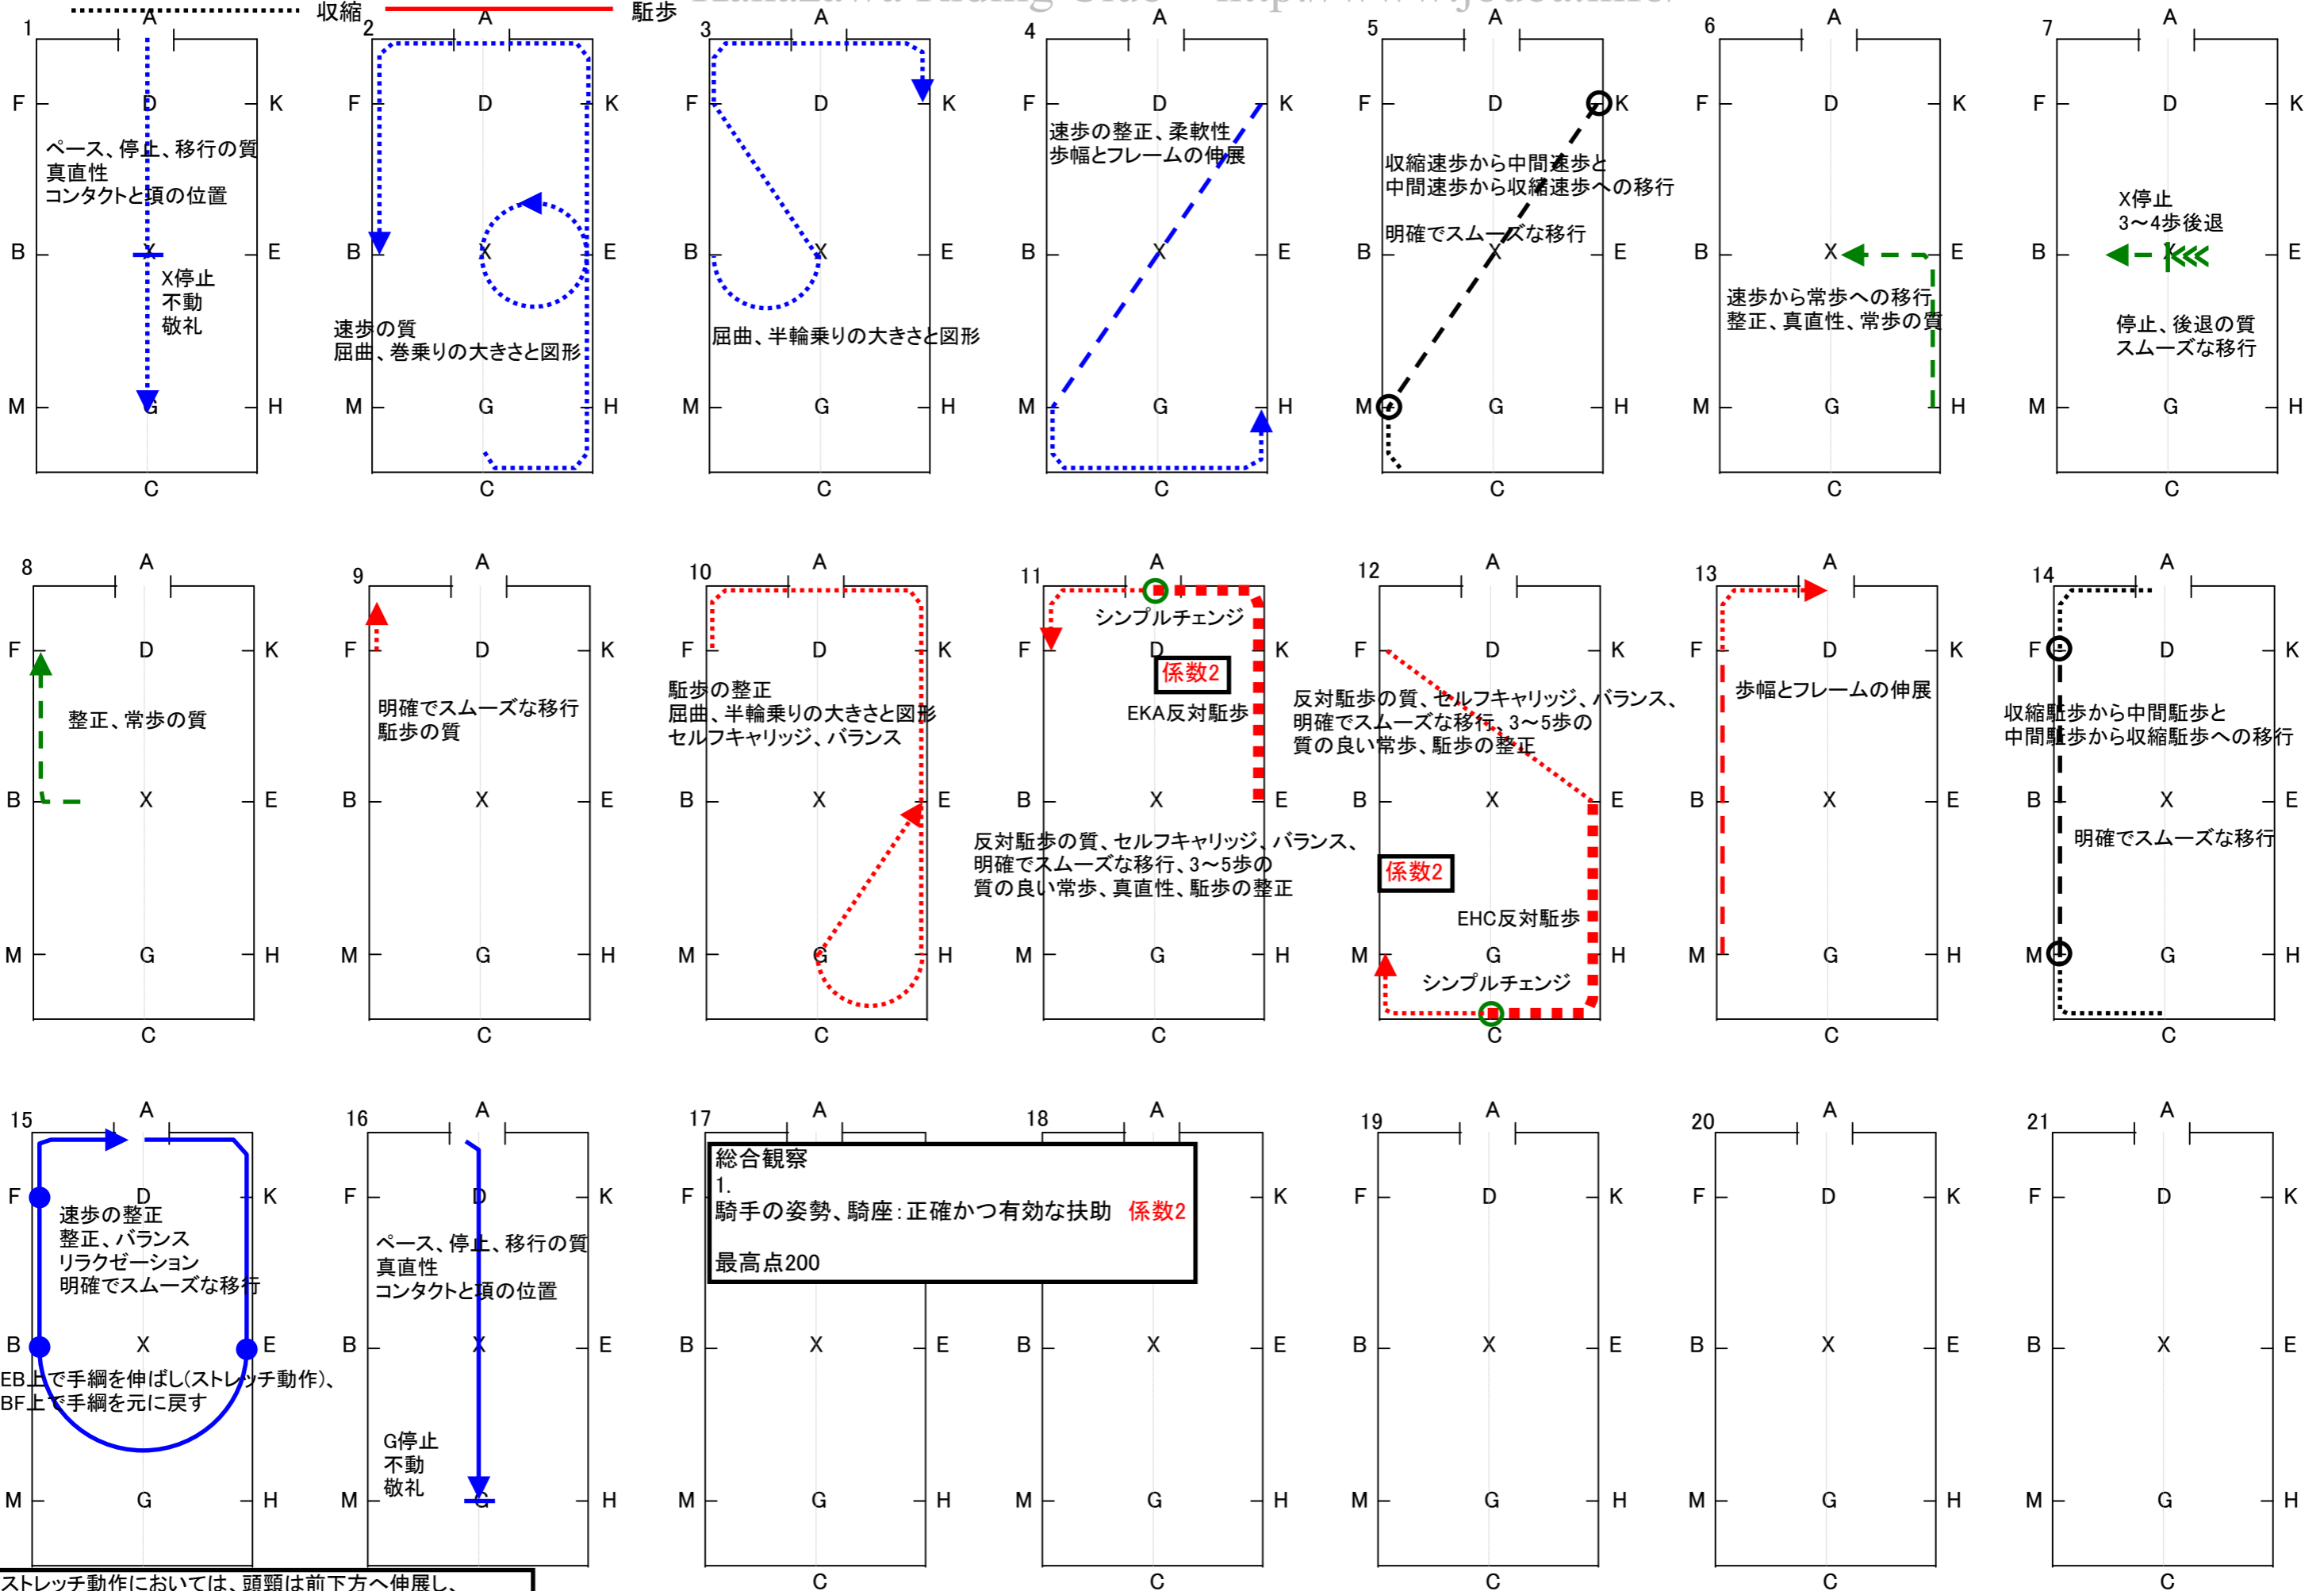 収縮 駈歩
1 A
F D K
ペース、停止、移行の質
真直性
コンタクトと項の位置
B X E
X停止
不動
敬礼
M G H
C
2 A
F D K
B X E
速歩の質
屈曲、巻乗りの大きさと図形
M G H
C
3 A
F D K
B X E
屈曲、半輪乗りの大きさと図形
M G H
C
4 A
F D K
速歩の整正、柔軟性
歩幅とフレームの伸展
B X E
M G H
C
5 A
F D K
収縮速歩から中間速歩と
中間速歩から収縮速歩への移行
明確でスムーズな移行
B X E
M G H
C
6 A
F D K
B X E
速歩から常歩への移行
整正、真直性、常歩の質
M G H
C
7 A
F D K
X停止
3~4歩後退
B X E
停止、後退の質
スムーズな移行
M G H
C
8 A
F D K
整正、常歩の質
B X E
M G H
C
9 A
F D K
明確でスムーズな移行
駈歩の質
B X E
M G H
C
10 A
F D K
駈歩の整正
屈曲、半輪乗りの大きさと図形
セルフキャリッジ、バランス
B X E
M G H
C
11 A
シンプルチェンジ
F D K
係数2
EKA反対駈歩
B X E
反対駈歩の質、セルフキャリッジ、バランス、
明確でスムーズな移行、3~5歩の
質の良い常歩、真直性、駈歩の整正
M G H
C
12 A
F D K
反対駈歩の質、セルフキャリッジ、バランス、
明確でスムーズな移行、3~5歩の
質の良い常歩、駈歩の整正
B X E
係数2
EHC反対駈歩
M G H
シンプルチェンジ
C
13 A
F D K
歩幅とフレームの伸展
B X E
M G H
C
14 A
F D K
収縮駈歩から中間駈歩と
中間駈歩から収縮駈歩への移行
B X E
明確でスムーズな移行
M G H
C
15 A
F D K
速歩の整正
整正、バランス
リラクゼーション
明確でスムーズな移行
B X E
EB上で手綱を伸ばし(ストレッチ動作)、
BF上で手綱を元に戻す
M G H
16 A
F D K
ペース、停止、移行の質
真直性
コンタクトと項の位置
B X E
G停止
不動
敬礼
M G H
17 A
総合観察
1.
F
騎手の姿勢、騎座:正確かつ有効な扶助 係数2
最高点200
B X E
M G H
C
18 A
K
B X E
M G H
C
19 A
F D K
B X E
M G H
C
20 A
F D K
B X E
M G H
C
21 A
F D K
B X E
M G H
C
ストレッチ動作においては、頭頸は前下方へ伸展し、